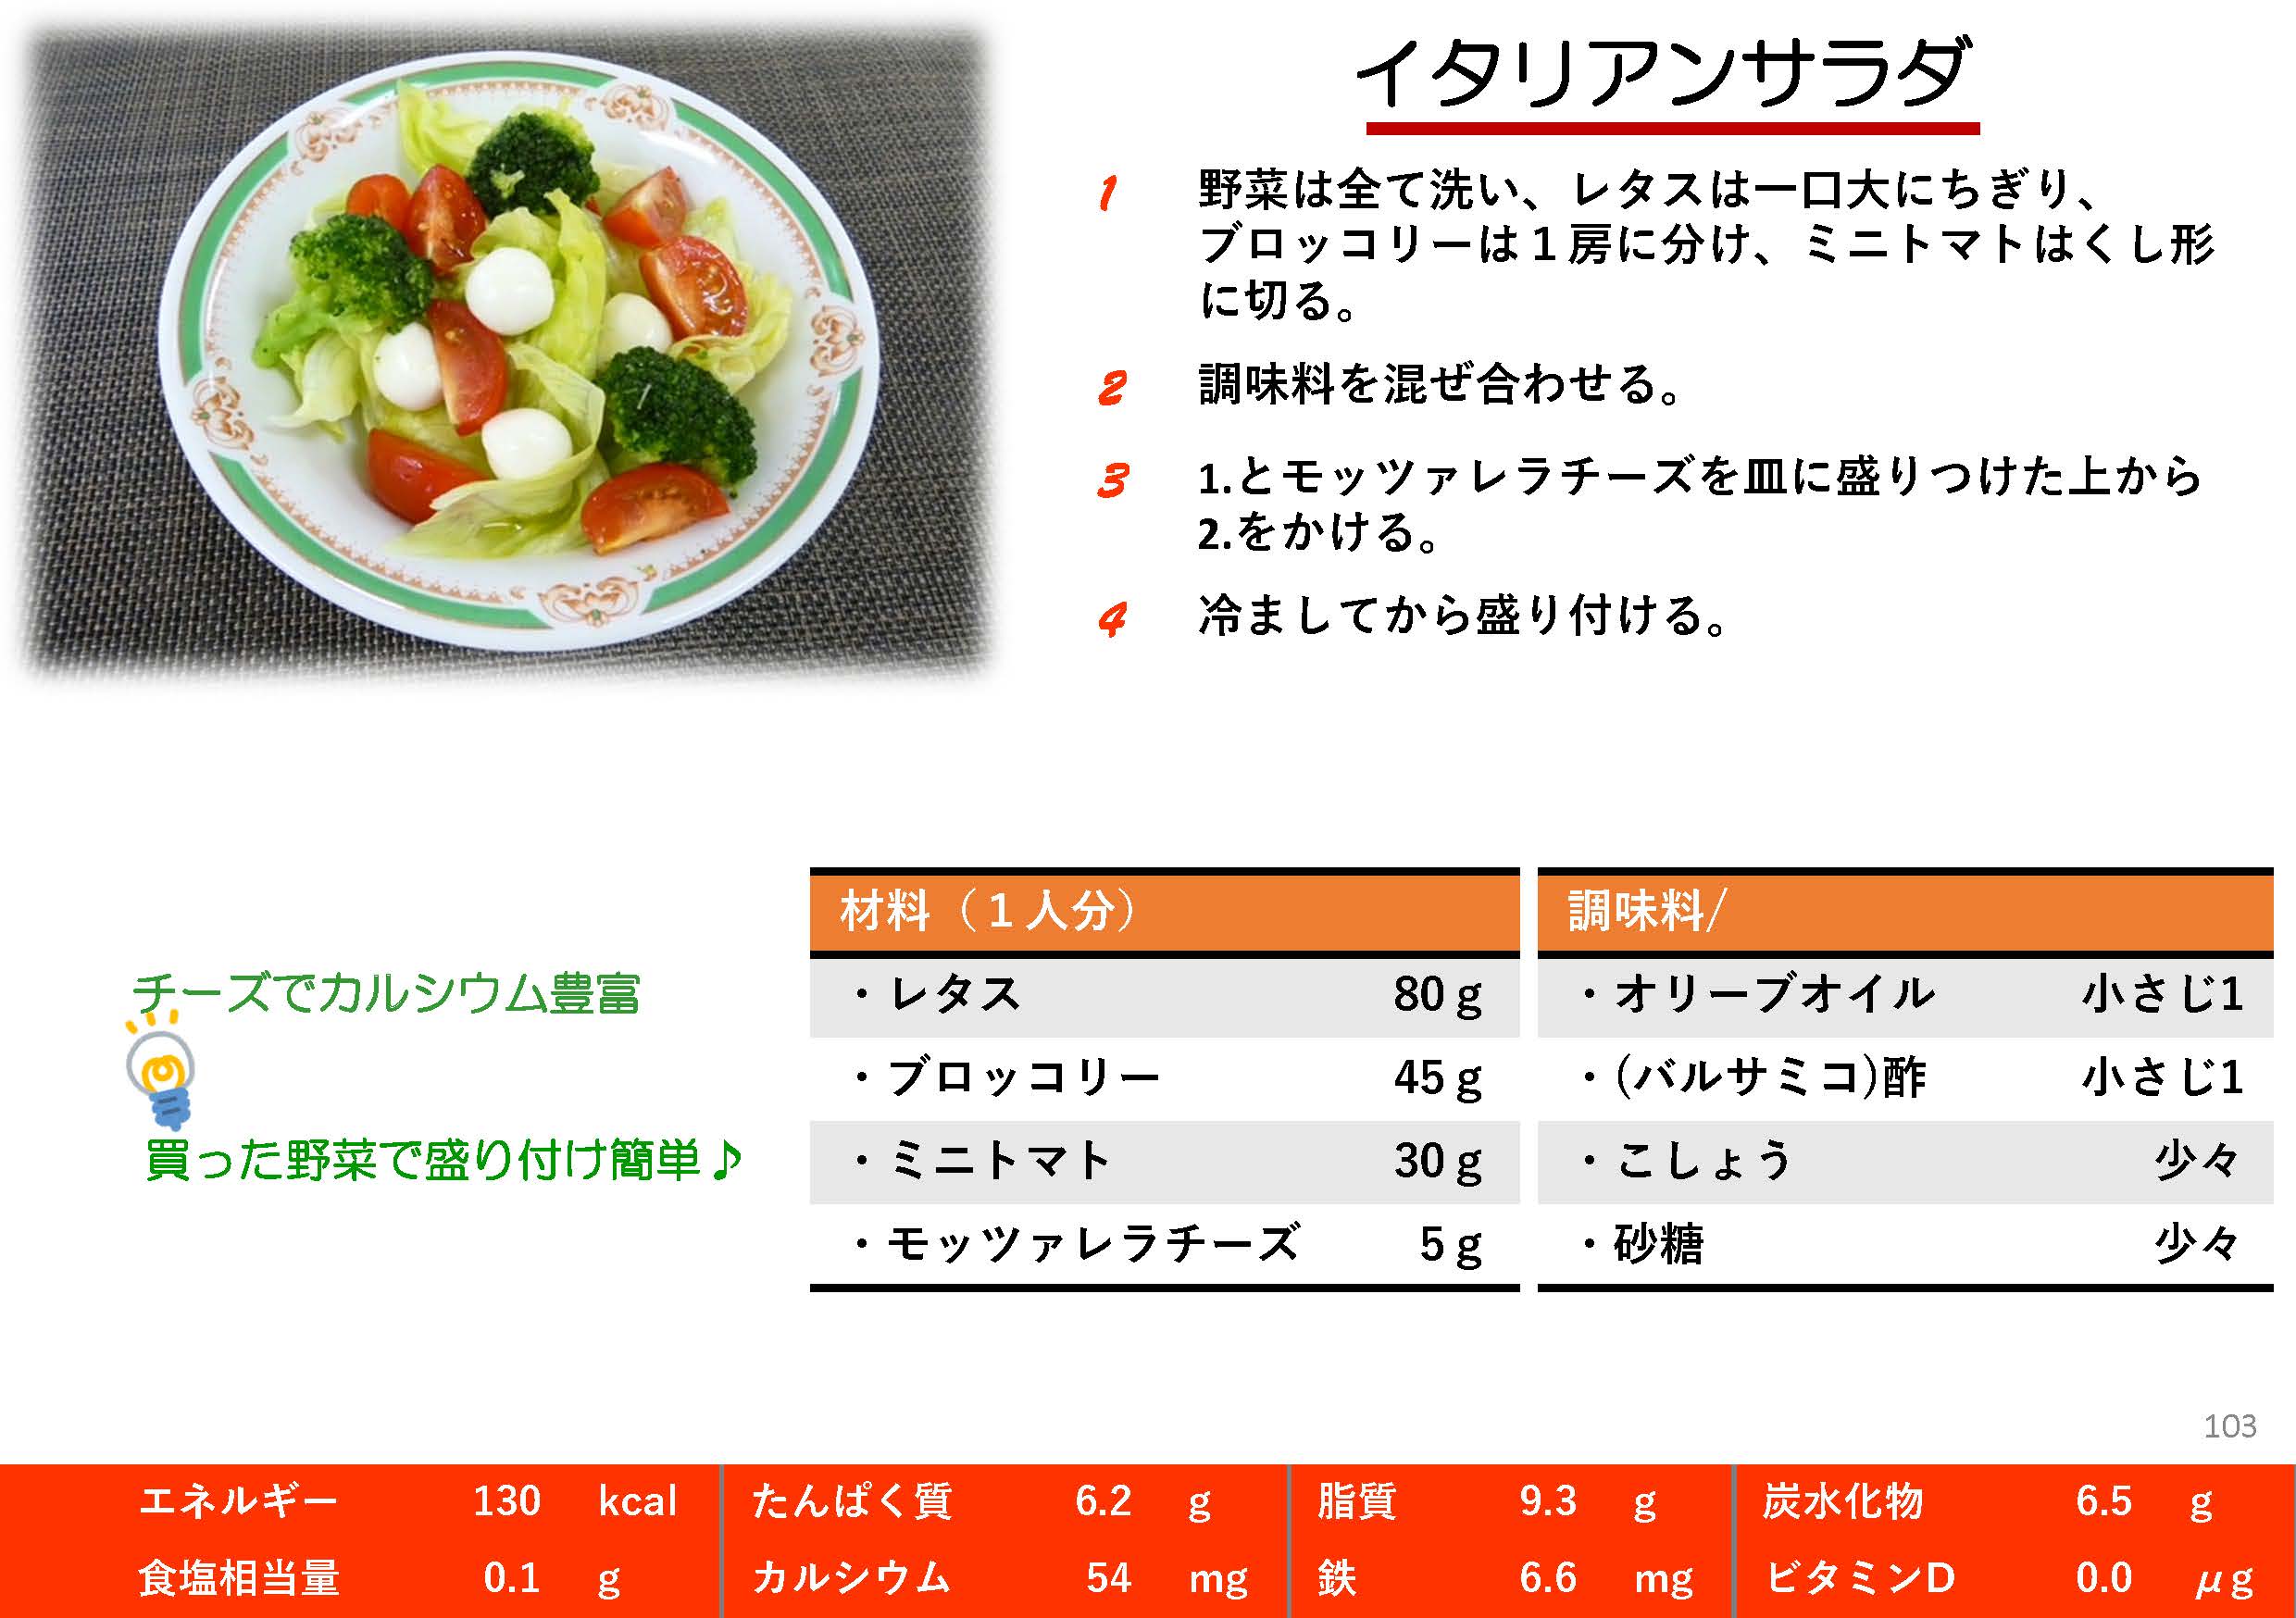 イタリアンサラダ
1 野菜は全て洗い、レタスは一口大にちぎり、
ブロッコリーは１房に分け、ミニトマトはくし形
に切る。
2 調味料を混ぜ合わせる。
3 1.とモッツァレラチーズを皿に盛りつけた上から
2.をかける。
4 冷ましてから盛り付ける。
チーズでカルシウム豊富
買った野菜で盛り付け簡単♪
材料（１人分）
・レタス 80ｇ
・ブロッコリー 45ｇ
・ミニトマト 30ｇ
・モッツァレラチーズ 5ｇ
調味料/
・オリーブオイル 小さじ1
・(バルサミコ)酢 小さじ1
・こしょう 少々
・砂糖 少々
103
エネルギー 130 kcal たんぱく質 6.2 g 脂質 9.3 g 炭水化物 6.5 g
食塩相当量 0.1 g カルシウム 54 mg 鉄 6.6 mg ビタミンD 0.0 μg